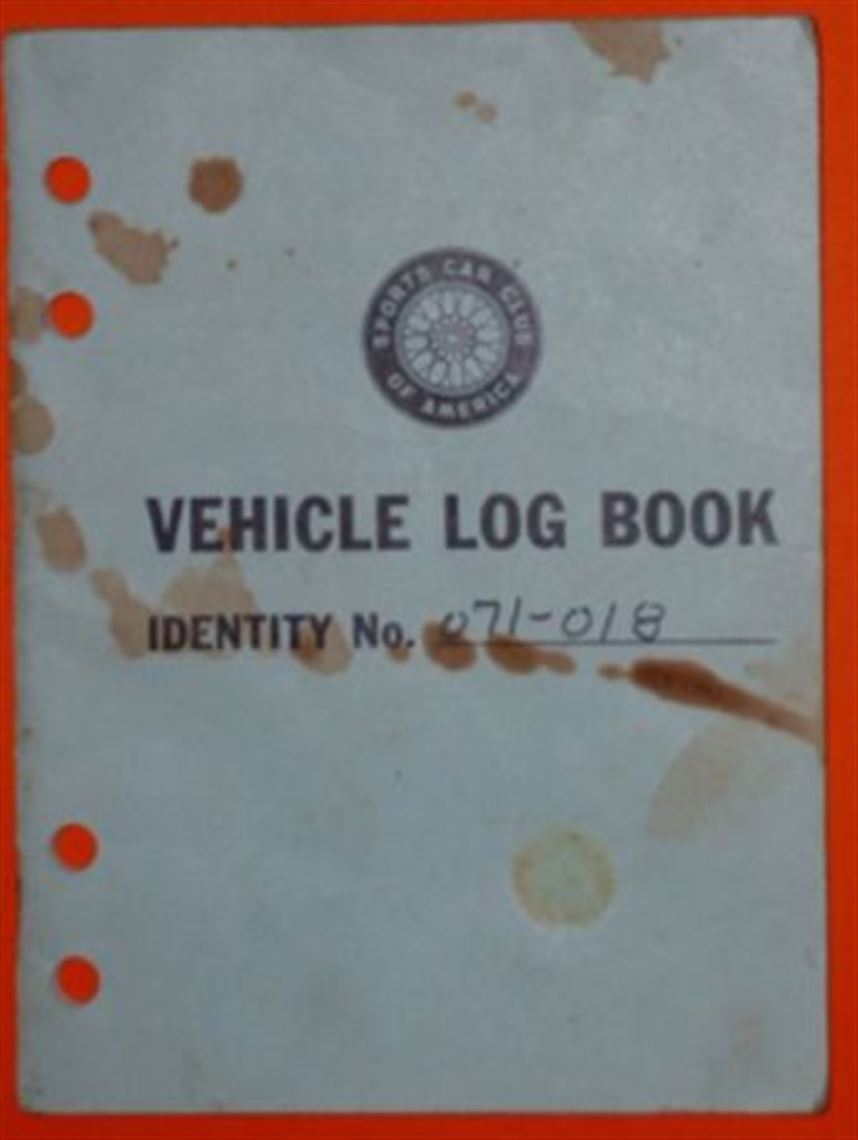 SPORTS CAR CLUB
OF AMERICA
VEHICLE LOG BOOK
IDENTITY No. 071-018